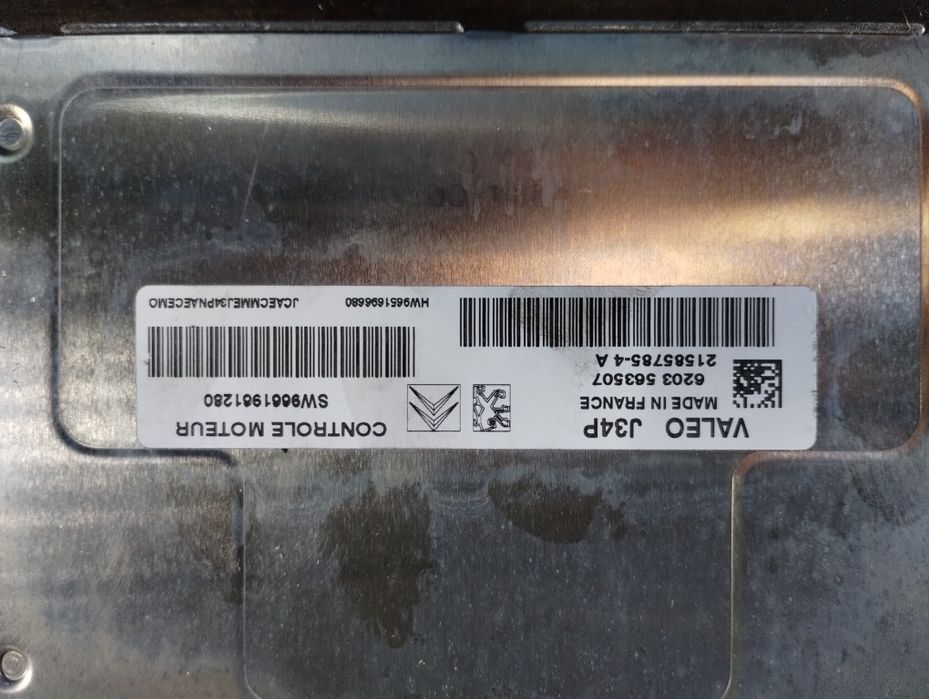 VALEO J34P
MADE IN FRANCE
6203 563507
21585785-4 A
CONTROLE MOTEUR
SW9661961280
HW9651696680
JCAECMMEJ34PNAECEMO